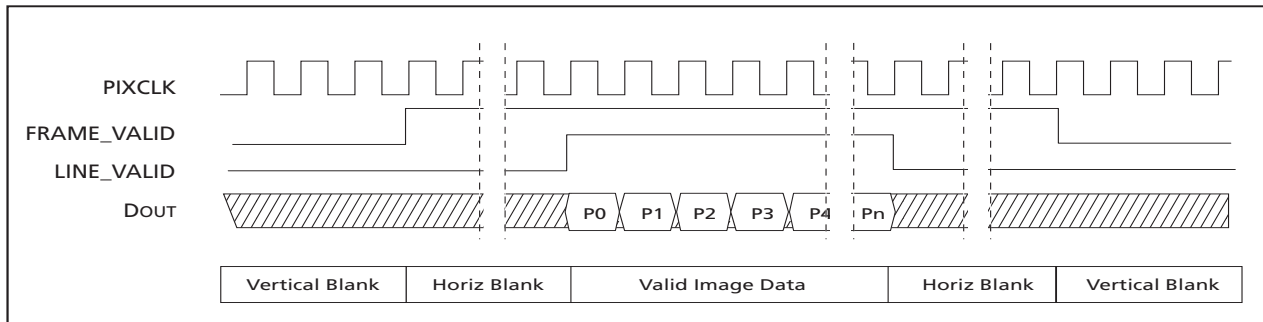 PIXCLK
FRAME_VALID
LINE_VALID
DOUT
P0 P1 P2 P3 P4 Pn
Vertical Blank Horiz Blank Valid Image Data Horiz Blank Vertical Blank